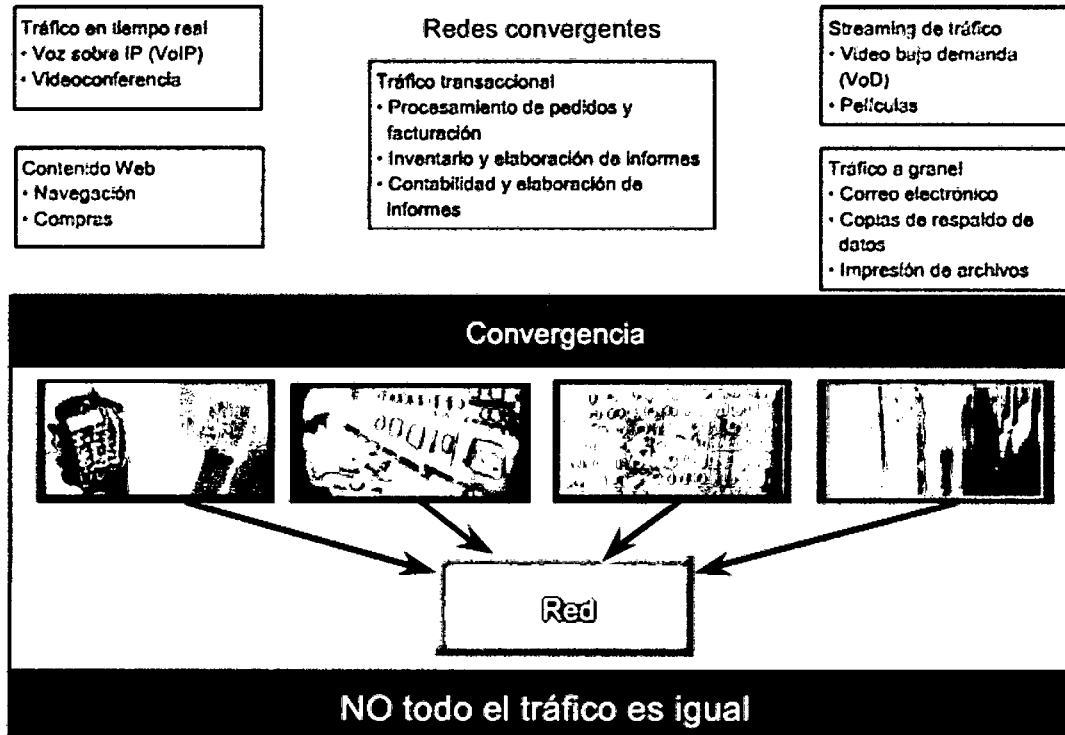 Tráfico en tiempo real
• Voz sobre IP (VoIP)
• Videoconferencia
Contenido Web
• Navegación
• Compras
Redes convergentes
Tráfico transaccional
• Procesamiento de pedidos y
facturación
• Inventario y elaboración de informes
• Contabilidad y elaboración de
informes
Streaming de tráfico
• Video bajo demanda
(VoD)
• Películas
Tráfico a granel
• Correo electrónico
• Copias de respaldo de
datos
• Impresión de archivos
Convergencia
Red
NO todo el tráfico es igual